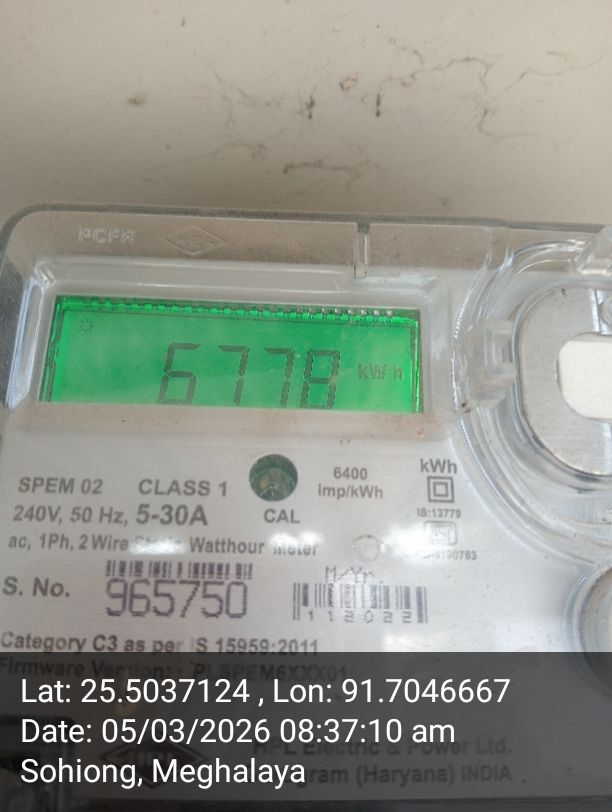 6778 kWh
SPEM 02 CLASS 1
6400
imp/kWh
kWh
240V, 50 Hz, 5-30A
CAL
IS:13779
ac, 1Ph, 2 Wire Static Watthour Meter
S. No.
965750
M/Yr.
112022
Category C3 as per IS 15959:2011
Firmware Version:
Lat: 25.5037124 , Lon: 91.7046667
Date: 05/03/2026 08:37:10 am
HPL Electric & Power Ltd.
Sohiong, Meghalaya
(Haryana) INDIA